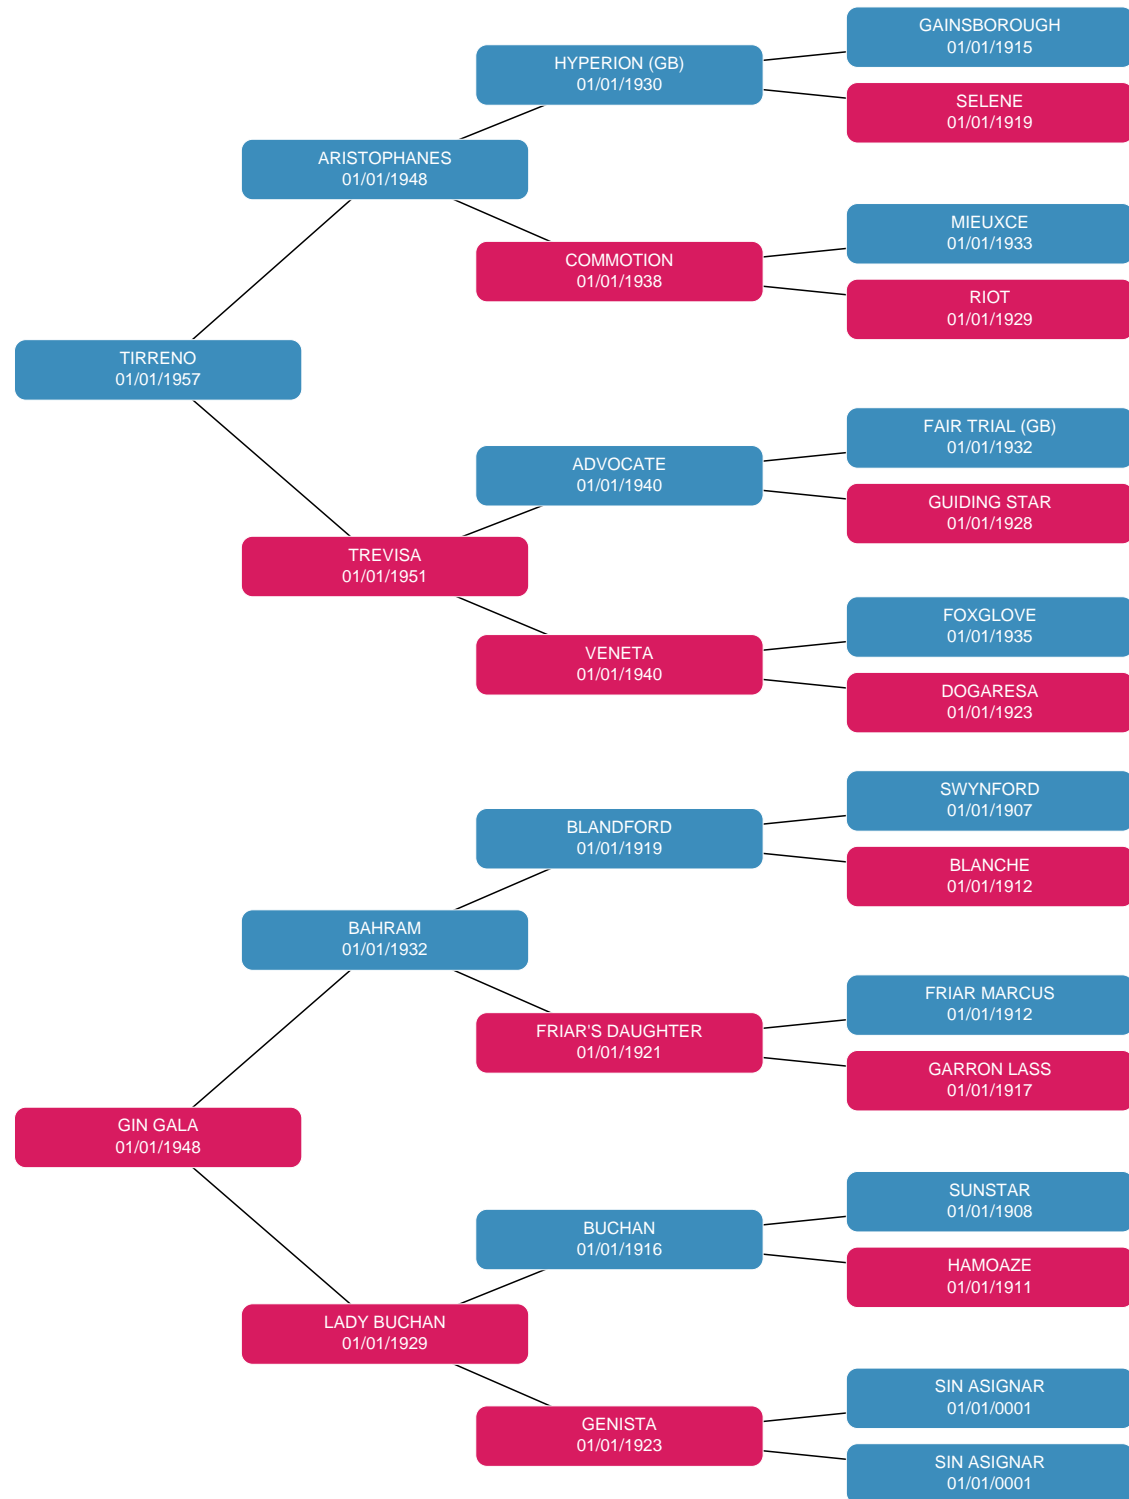 GAINSBOROUGH
01/01/1915
HYPERION (GB)
01/01/1930
SELENE
01/01/1919
ARISTOPHANES
01/01/1948
MIEUXCE
01/01/1933
COMMOTION
01/01/1938
RIOT
01/01/1929
TIRRENO
01/01/1957
FAIR TRIAL (GB)
01/01/1932
ADVOCATE
01/01/1940
GUIDING STAR
01/01/1928
TREVISA
01/01/1951
FOXGLOVE
01/01/1935
VENETA
01/01/1940
DOGARESA
01/01/1923
SWYNFORD
01/01/1907
BLANDFORD
01/01/1919
BLANCHE
01/01/1912
BAHRAM
01/01/1932
FRIAR MARCUS
01/01/1912
FRIAR'S DAUGHTER
01/01/1921
GARRON LASS
01/01/1917
GIN GALA
01/01/1948
SUNSTAR
01/01/1908
BUCHAN
01/01/1916
HAMOAZE
01/01/1911
LADY BUCHAN
01/01/1929
SIN ASIGNAR
01/01/0001
GENISTA
01/01/1923
SIN ASIGNAR
01/01/0001